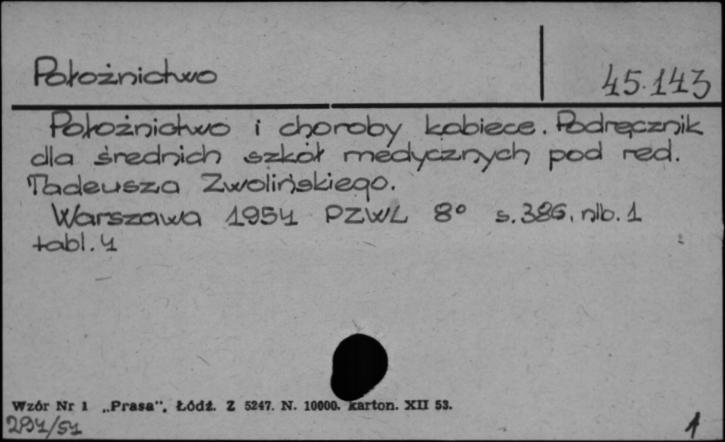 Położnictwo
45.143
Położnictwo i choroby kobiece. Podręcznik
dla średnich szkół medycznych pod red.
Tadeusza Zwolińskiego.
Warszawa 1954 PZWL 8° s. 386, nlb. 1
tabl. 4
Wzór Nr 1 „Prasa”, Łódź. Z 5247. N. 10000. karton. XII 53.
291/54
1